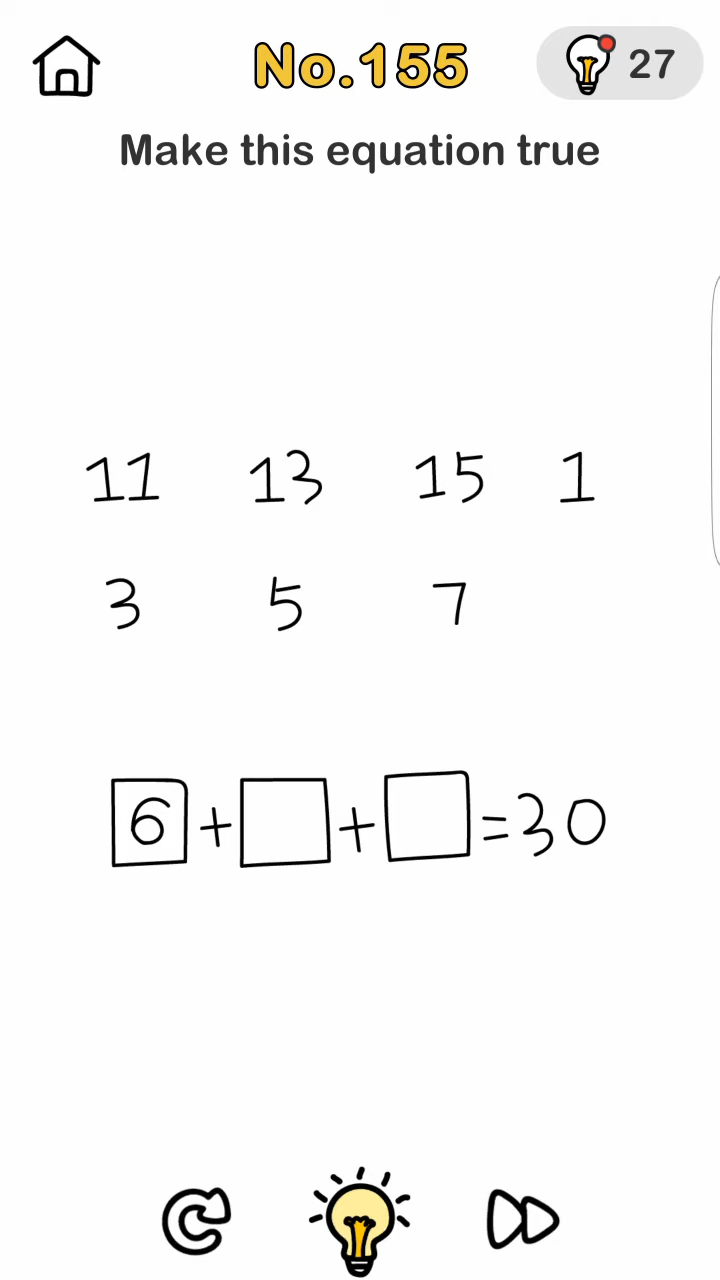 No.155
27
Make this equation true
11 13 15 1
3 5 7
6 + + =30